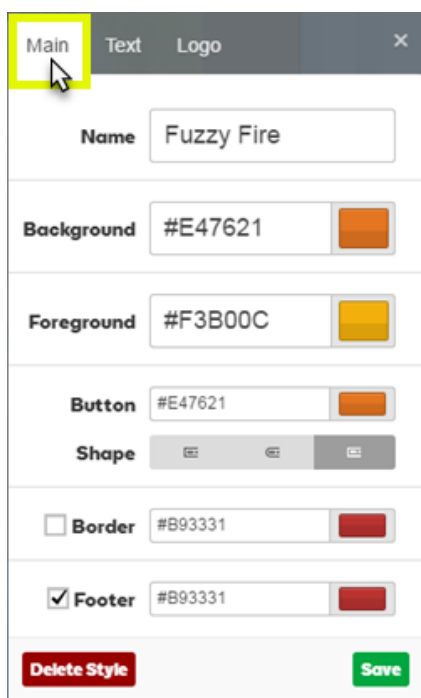 Main Text Logo ×
Name Fuzzy Fire
Background #E47621
Foreground #F3B00C
Button #E47621
Shape
Border #B93331
Footer #B93331
Delete Style Save